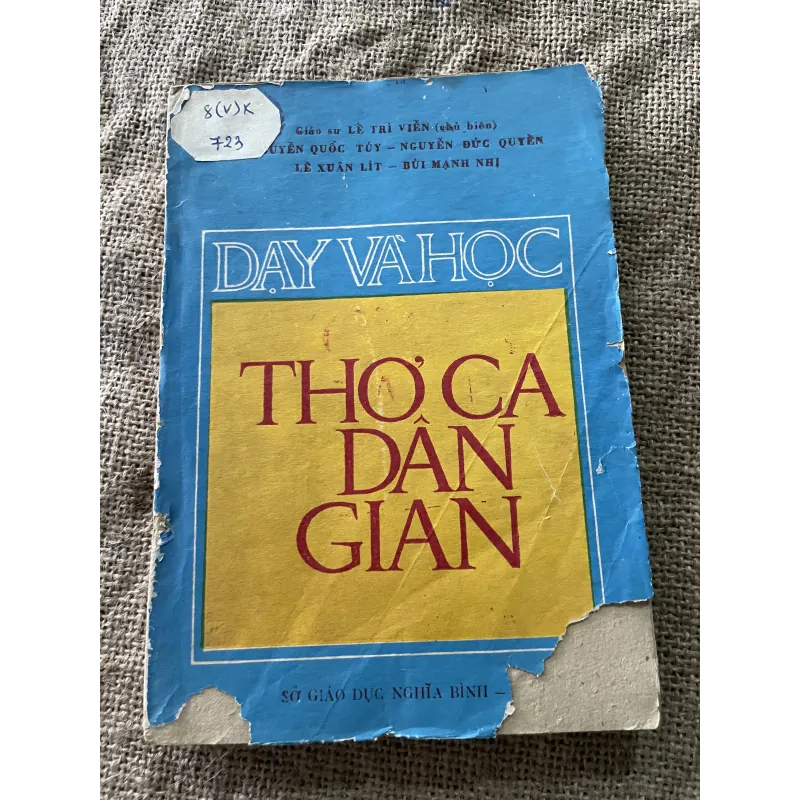 8(V)K
723
Giáo sư LÊ TRÍ VIỄN (chủ biên)
QUỐC TÚY – NGUYỄN ĐỨC QUYỀN
LÊ XUÂN LÍT – BÙI MẠNH NHỊ
DẠY VÀ HỌC
THƠ CA
DÂN
GIAN
SỞ GIÁO DỤC NGHĨA BÌNH –